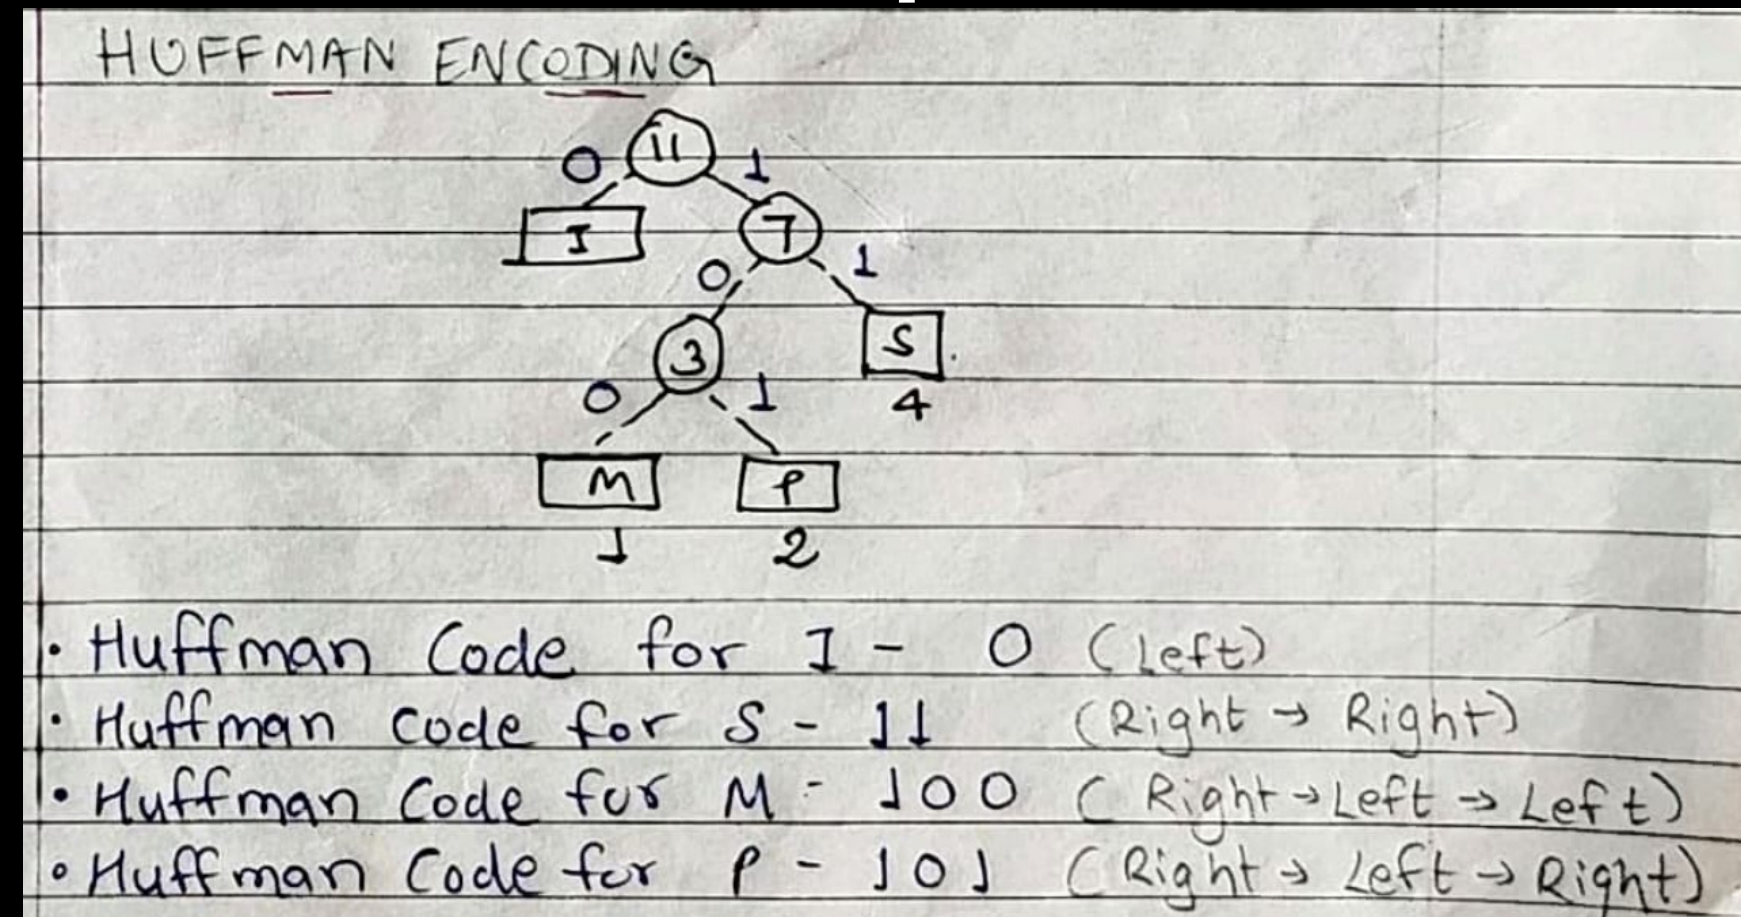 HUFFMAN ENCODING
0 11 1
I 7
0 1
3 S
0 1 4
M P
1 2
• Huffman Code for I - 0 (Left)
• Huffman code for S - 11 (Right → Right)
• Huffman Code for M - 100 (Right → Left → Left)
• Huffman Code for P - 101 (Right → Left → Right)